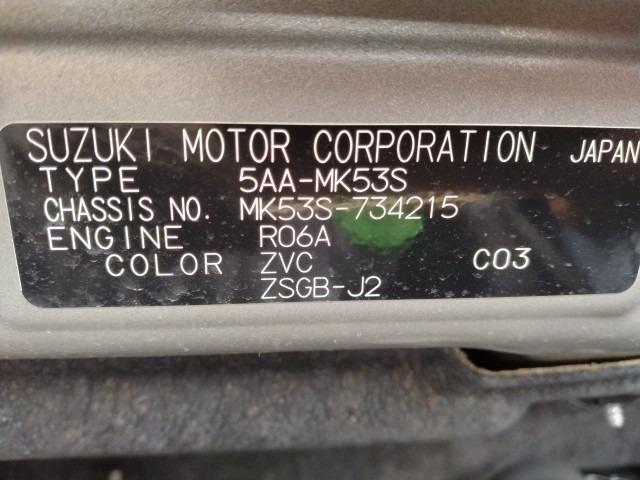 SUZUKI MOTOR CORPORATION JAPAN
TYPE 5AA-MK53S
CHASSIS NO. MK53S-734215
ENGINE R06A
COLOR ZVC C03
ZSGB-J2